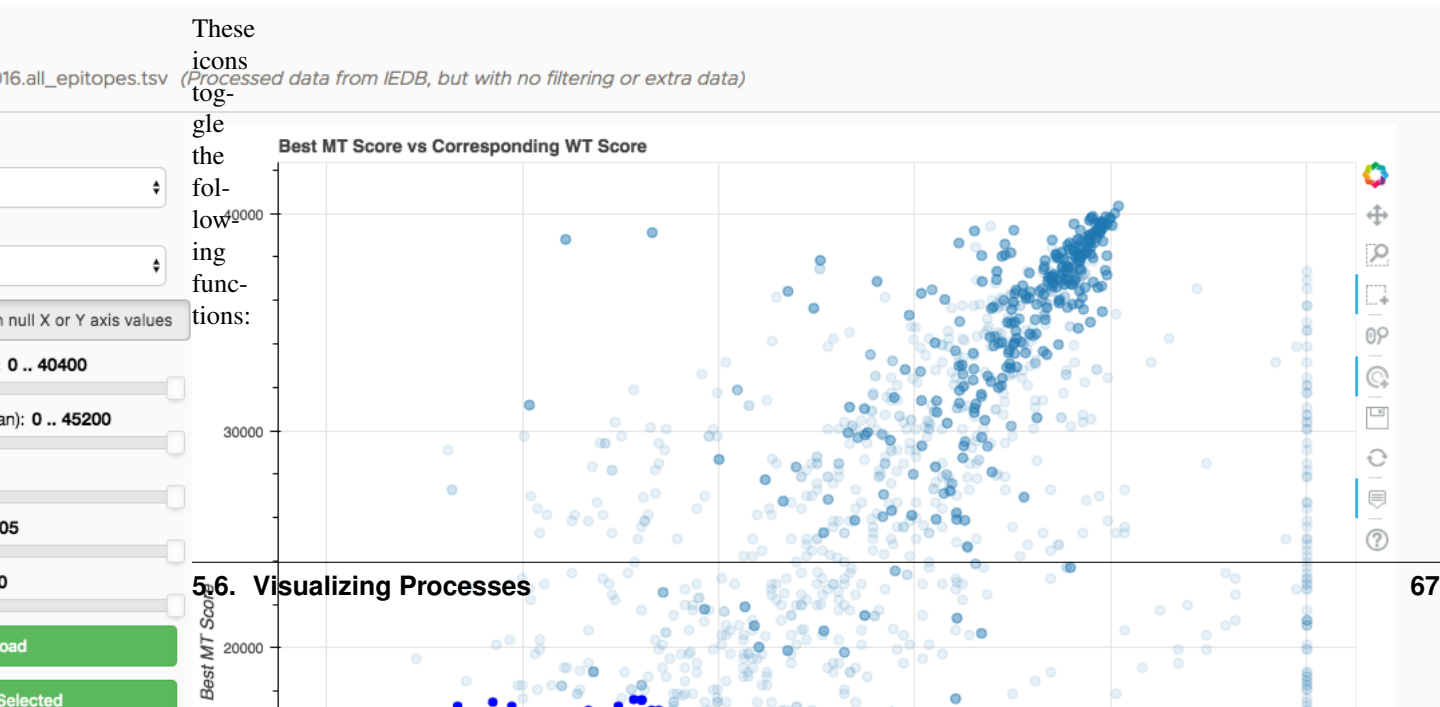 These
icons
tog-
gle
the
fol-
low-
ing
func-
tions:
16.all_epitopes.tsv (Processed data from IEDB, but with no filtering or extra data)
Best MT Score vs Corresponding WT Score
40000
null X or Y axis values
: 0 .. 40400
an): 0 .. 45200
30000
05
0
5.6. Visualizing Processes
67
Best MT Score
20000
oad
Selected